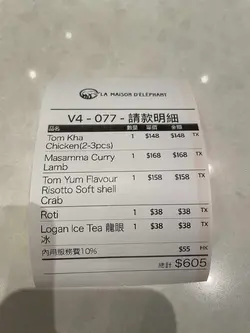 LA MAISON D'ÉLÉPHANT
V4 - 077 - 請款明細
品名 數量 單價 金額
Tom Kha 1 $148 $148 TX
Chicken(2-3pcs)
Masamma Curry 1 $168 $168 TX
Lamb
Tom Yum Flavour 1 $158 $158 TX
Risotto Soft shell
Crab
Roti 1 $38 $38 TX
Logan Ice Tea 龍眼 1 $38 $38 TX
冰
內用服務費10% $55
總計 $605